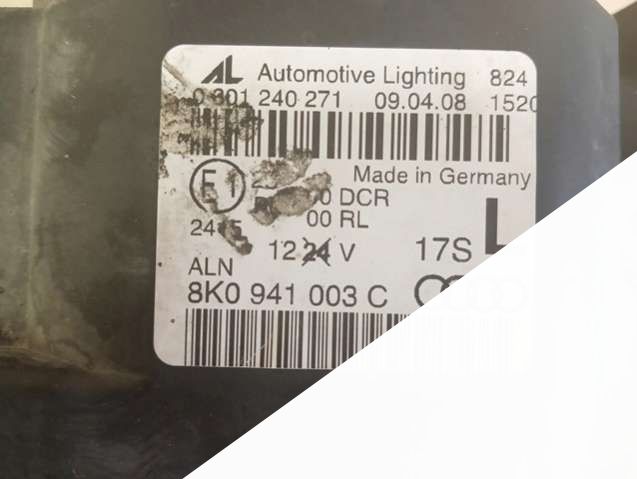 AL Automotive Lighting 824
0 301 240 271 09.04.08 1520
Made in Germany
E1
DCR
00 RL
12 24 V 17S L
ALN
8K0 941 003 C